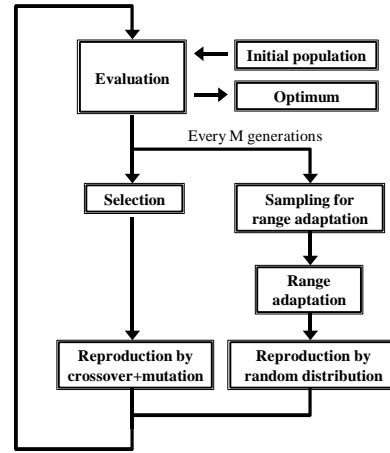 Initial population
Evaluation
Optimum
Every M generations
Selection
Sampling for
range adaptation
Range
adaptation
Reproduction by
crossover+mutation
Reproduction by
random distribution